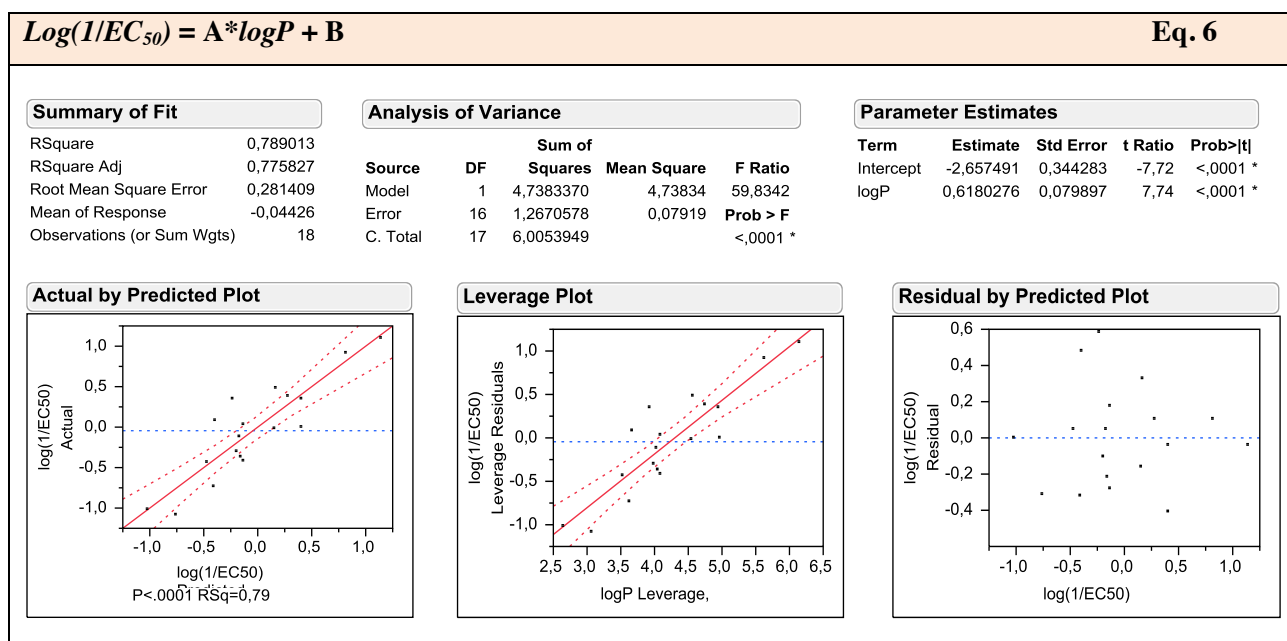 Log(1/EC50) = A*logP + B Eq. 6
Summary of Fit
RSquare 0,789013
RSquare Adj 0,775827
Root Mean Square Error 0,281409
Mean of Response -0,04426
Observations (or Sum Wgts) 18
Analysis of Variance
Sum of
Source DF Squares Mean Square F Ratio
Model 1 4,7383370 4,73834 59,8342
Error 16 1,2670578 0,07919 Prob > F
C. Total 17 6,0053949 <,0001 *
Parameter Estimates
Term Estimate Std Error t Ratio Prob>|t|
Intercept -2,657491 0,344283 -7,72 <,0001 *
logP 0,6180276 0,079897 7,74 <,0001 *
Actual by Predicted Plot
log(1/EC50)
Actual
1,0
0,5
0,0
-0,5
-1,0
-1,0 -0,5 0,0 0,5 1,0
log(1/EC50)
P<.0001 RSq=0,79
Leverage Plot
log(1/EC50)
Leverage Residuals
1,0
0,5
0,0
-0,5
-1,0
2,5 3,0 3,5 4,0 4,5 5,0 5,5 6,0 6,5
logP Leverage,
Residual by Predicted Plot
log(1/EC50)
Residual
0,6
0,4
0,2
0,0
-0,2
-0,4
-1,0 -0,5 0,0 0,5 1,0
log(1/EC50)